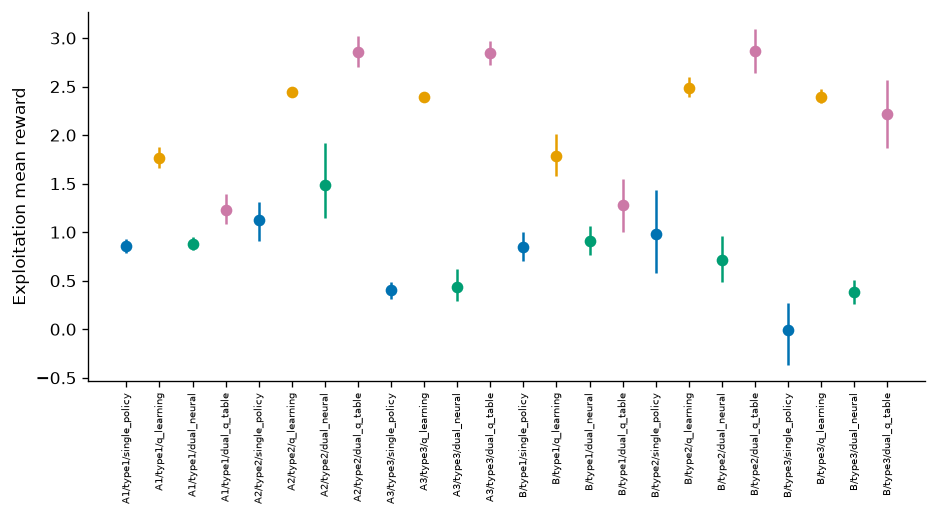 Exploitation mean reward
3.0
2.5
2.0
1.5
1.0
0.5
0.0
−0.5
A1/type1/single_policy
A1/type1/q_learning
A1/type1/dual_neural
A1/type1/dual_q_table
A2/type2/single_policy
A2/type2/q_learning
A2/type2/dual_neural
A2/type2/dual_q_table
A3/type3/single_policy
A3/type3/q_learning
A3/type3/dual_neural
A3/type3/dual_q_table
B/type1/single_policy
B/type1/q_learning
B/type1/dual_neural
B/type1/dual_q_table
B/type2/single_policy
B/type2/q_learning
B/type2/dual_neural
B/type2/dual_q_table
B/type3/single_policy
B/type3/q_learning
B/type3/dual_neural
B/type3/dual_q_table